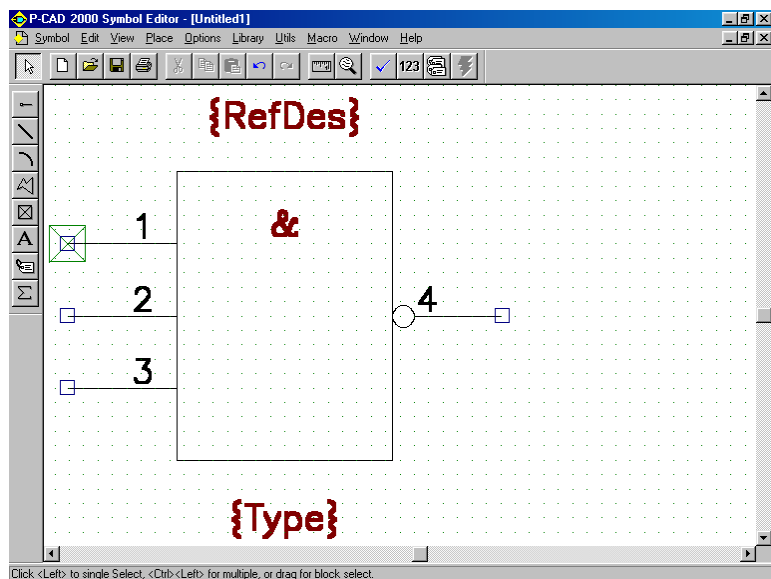 P-CAD 2000 Symbol Editor - [Untitled1]
Symbol Edit View Place Options Library Utils Macro Window Help
123
A
Σ
{RefDes}
&
1
2
3
4
{Type}
Click <Left> to single Select, <Ctrl><Left> for multiple, or drag for block select.